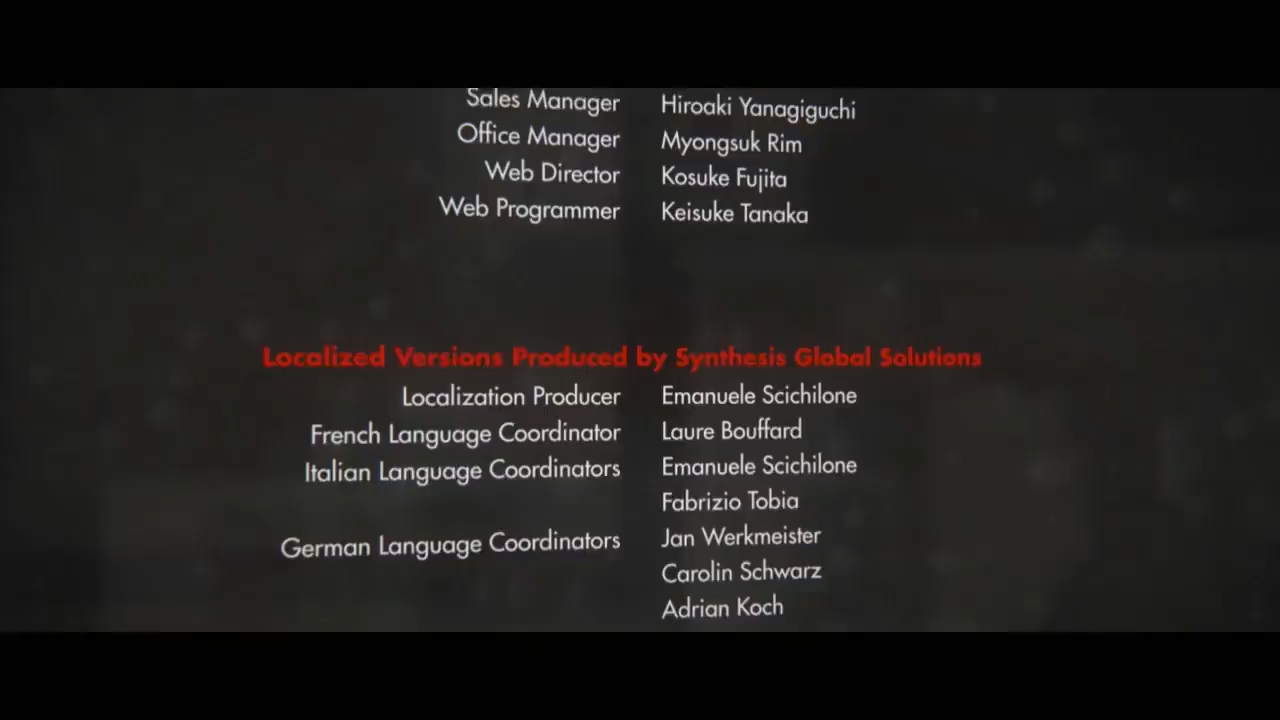 Sales Manager Hiroaki Yanagiguchi
Office Manager Myongsuk Rim
Web Director Kosuke Fujita
Web Programmer Keisuke Tanaka
Localized Versions Produced by Synthesis Global Solutions
Localization Producer Emanuele Scichilone
French Language Coordinator Laure Bouffard
Italian Language Coordinators Emanuele Scichilone
Fabrizio Tobia
German Language Coordinators Jan Werkmeister
Carolin Schwarz
Adrian Koch